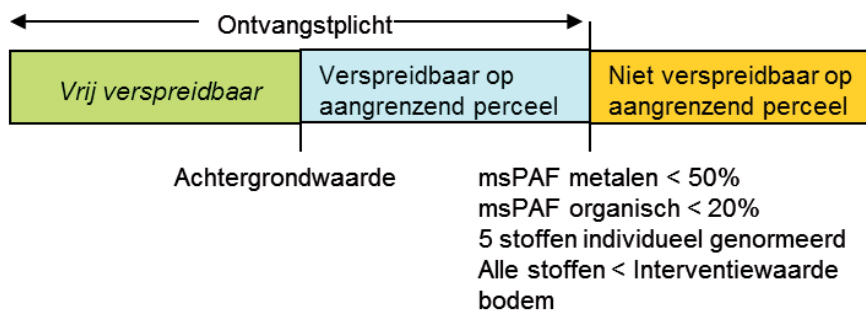 Ontvangstplicht
Vrij verspreidbaar
Verspreidbaar op
aangrenzend perceel
Niet verspreidbaar op
aangrenzend perceel
Achtergrondwaarde
msPAF metalen < 50%
msPAF organisch < 20%
5 stoffen individueel genormeerd
Alle stoffen < Interventiewaarde
bodem